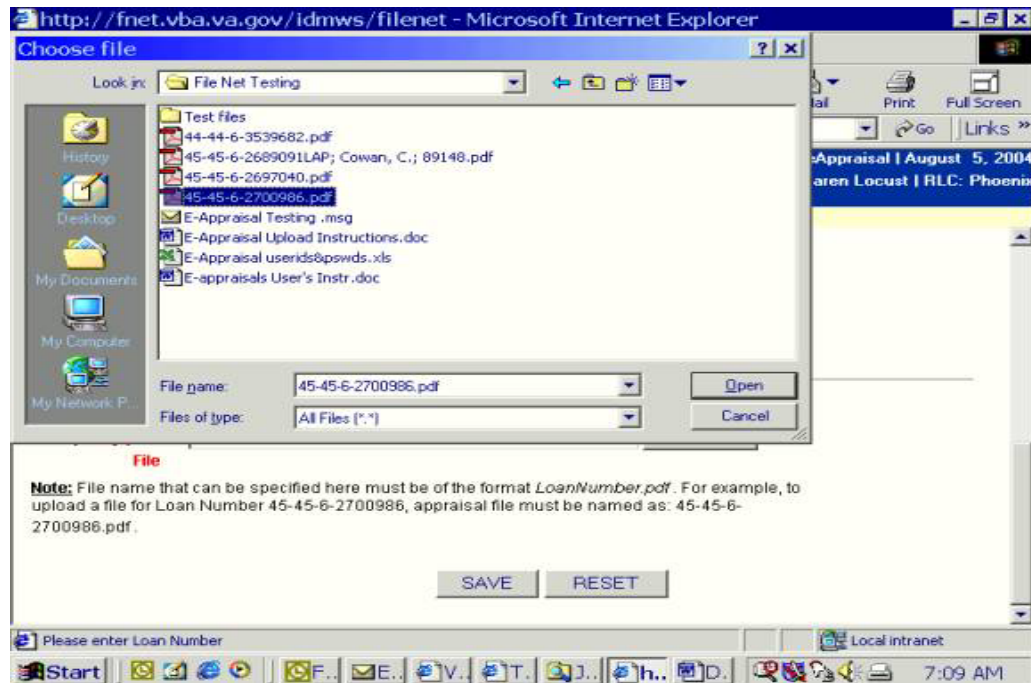 http://fnet.vba.va.gov/idmws/filenet - Microsoft Internet Explorer
Choose file
Look in: File Net Testing
Print Full Screen
Go Links »
Appraisal | August 5, 2004
aren Locust | RLC: Phoenix
History
Desktop
My Documents
My Computer
My Network P...
Test files
44-44-6-3539682.pdf
45-45-6-2689091LAP; Cowan, C.; 89148.pdf
45-45-6-2697040.pdf
45-45-6-2700986.pdf
E-Appraisal Testing .msg
E-Appraisal Upload Instructions.doc
E-Appraisal userids&pswds.xls
E-appraisals User's Instr.doc
File name: 45-45-6-2700986.pdf Open
Files of type: All Files (*.*) Cancel
File
Note: File name that can be specified here must be of the format LoanNumber.pdf. For example, to
upload a file for Loan Number 45-45-6-2700986, appraisal file must be named as: 45-45-6-
2700986.pdf.
SAVE RESET
Please enter Loan Number Local intranet
Start F.. E.. V.. T.. J.. h.. D.. 7:09 AM